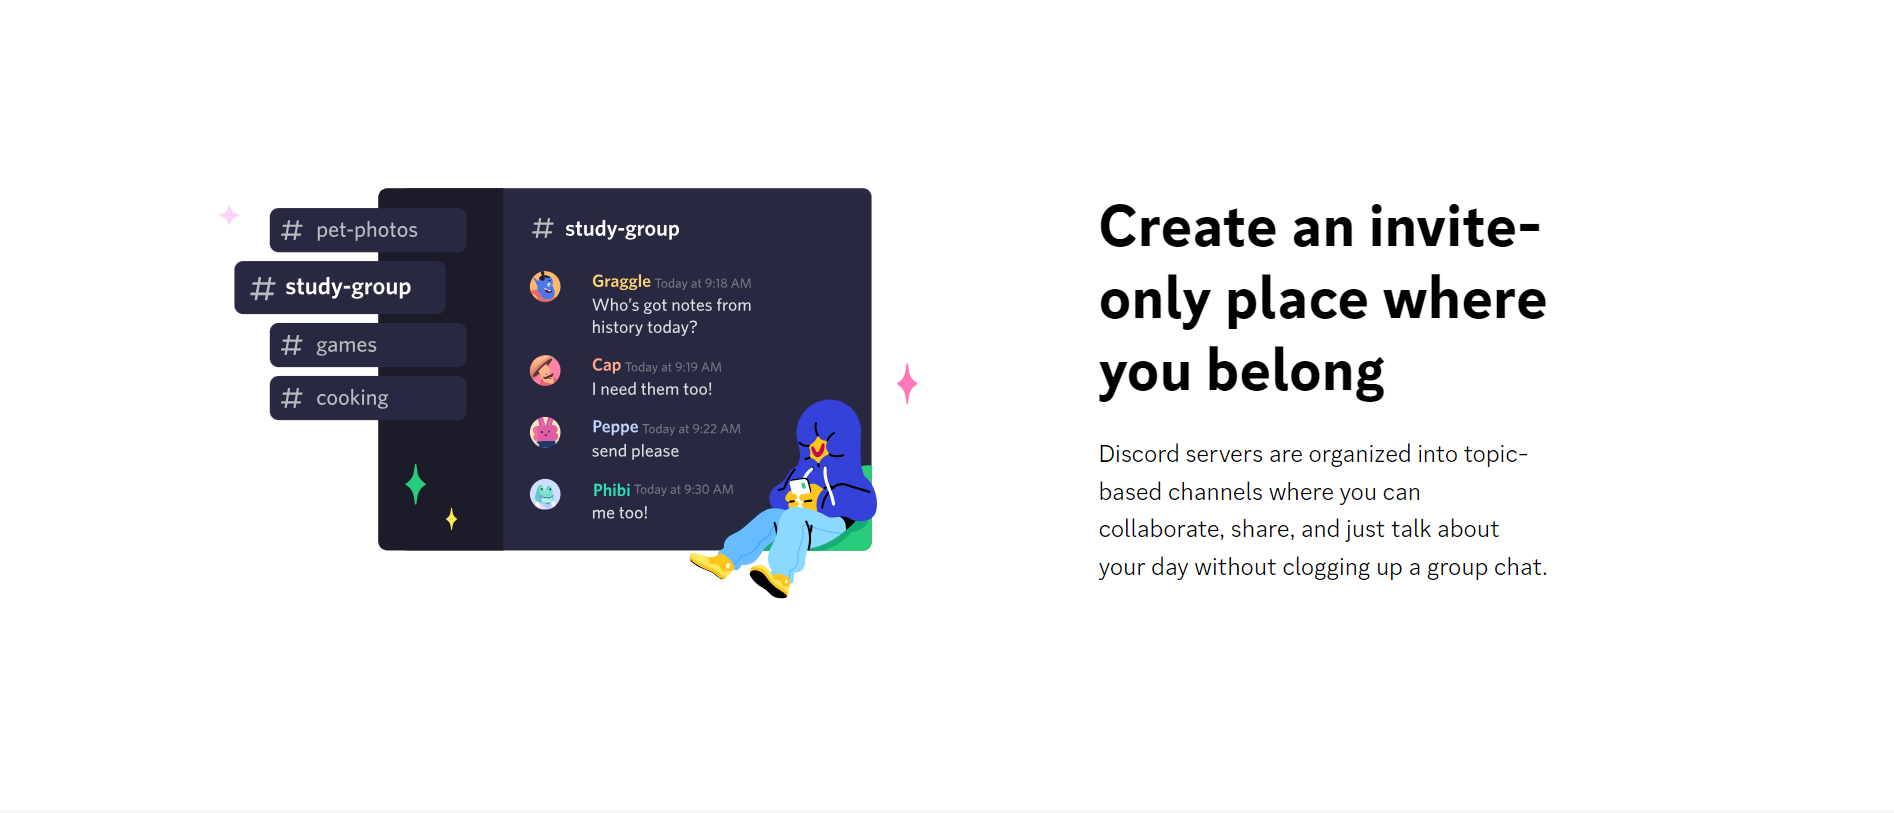 # pet-photos
# study-group
# games
# cooking
# study-group
Graggle Today at 9:18 AM
Who's got notes from
history today?
Cap Today at 9:19 AM
I need them too!
Peppe Today at 9:22 AM
send please
Phibi Today at 9:30 AM
me too!
Create an invite-
only place where
you belong
Discord servers are organized into topic-
based channels where you can
collaborate, share, and just talk about
your day without clogging up a group chat.